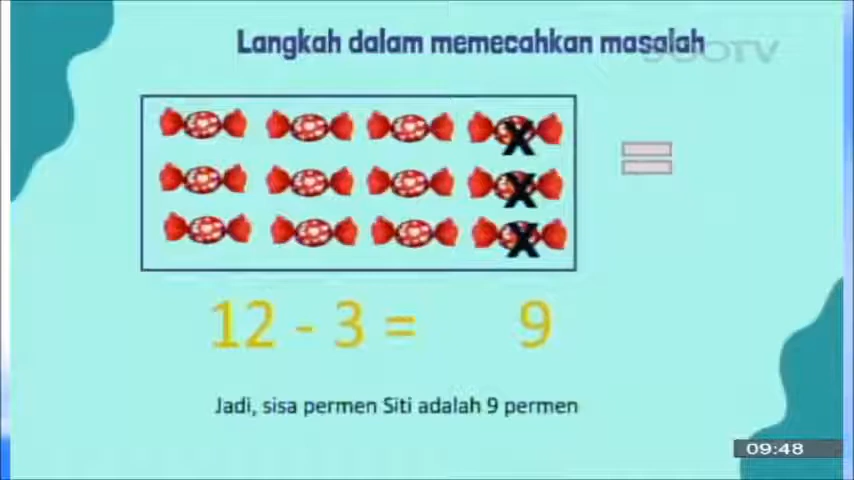 Langkah dalam memecahkan masalah
X
X
X
12 - 3 = 9
Jadi, sisa permen Siti adalah 9 permen
09:48